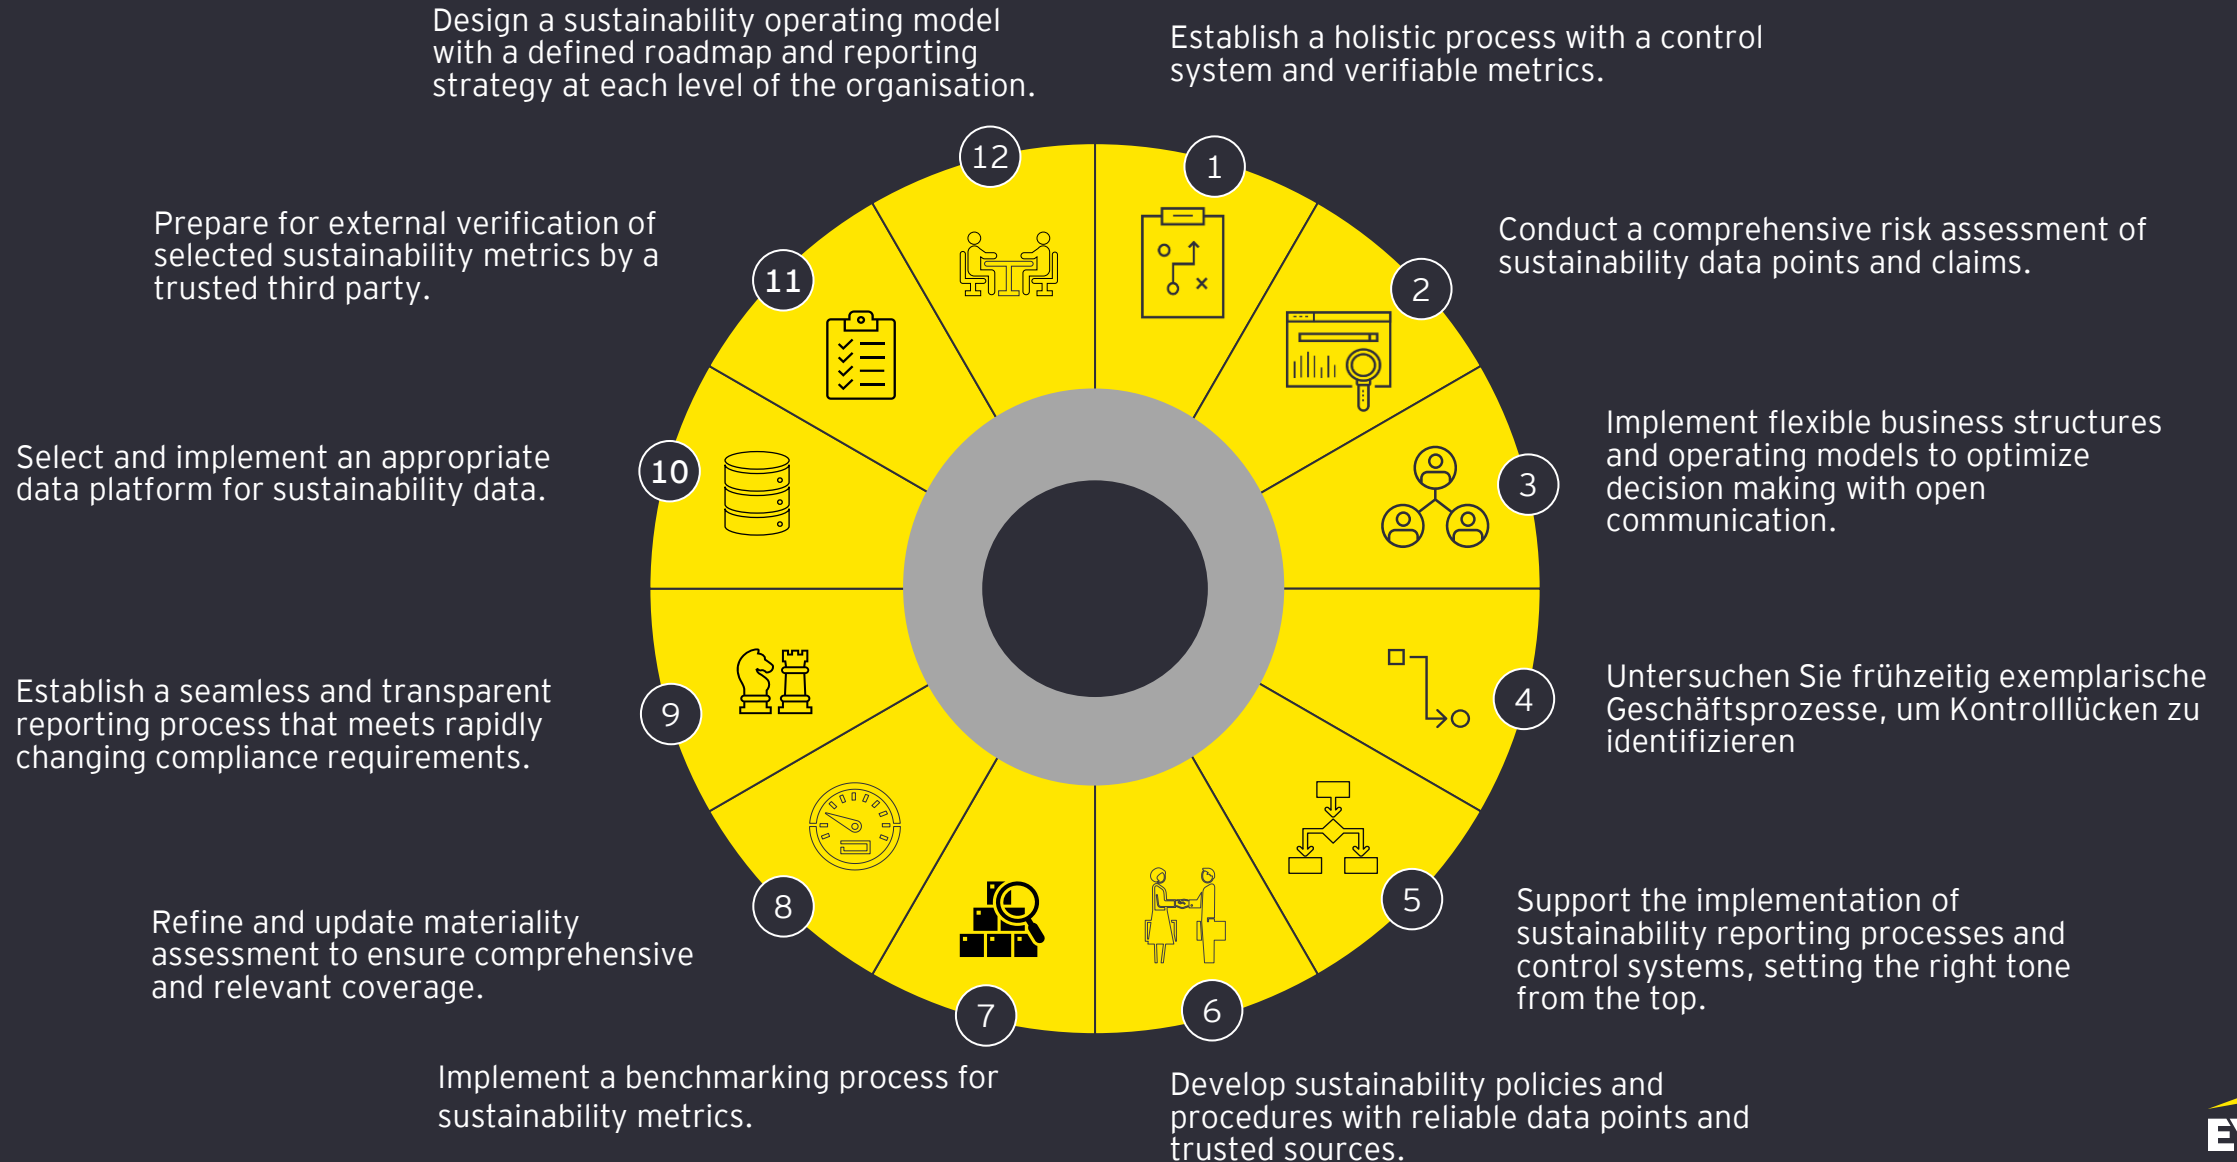 Design a sustainability operating model
with a defined roadmap and reporting
strategy at each level of the organisation.
Establish a holistic process with a control
system and verifiable metrics.
12
1
Prepare for external verification of
selected sustainability metrics by a
trusted third party.
11
2
Conduct a comprehensive risk assessment of
sustainability data points and claims.
Select and implement an appropriate
data platform for sustainability data.
10
3
Implement flexible business structures
and operating models to optimize
decision making with open
communication.
Establish a seamless and transparent
reporting process that meets rapidly
changing compliance requirements.
9
4
Untersuchen Sie frühzeitig exemplarische
Geschäftsprozesse, um Kontrolllücken zu
identifizieren
Refine and update materiality
assessment to ensure comprehensive
and relevant coverage.
8
5
Support the implementation of
sustainability reporting processes and
control systems, setting the right tone
from the top.
7
6
Implement a benchmarking process for
sustainability metrics.
Develop sustainability policies and
procedures with reliable data points and
trusted sources.
EY